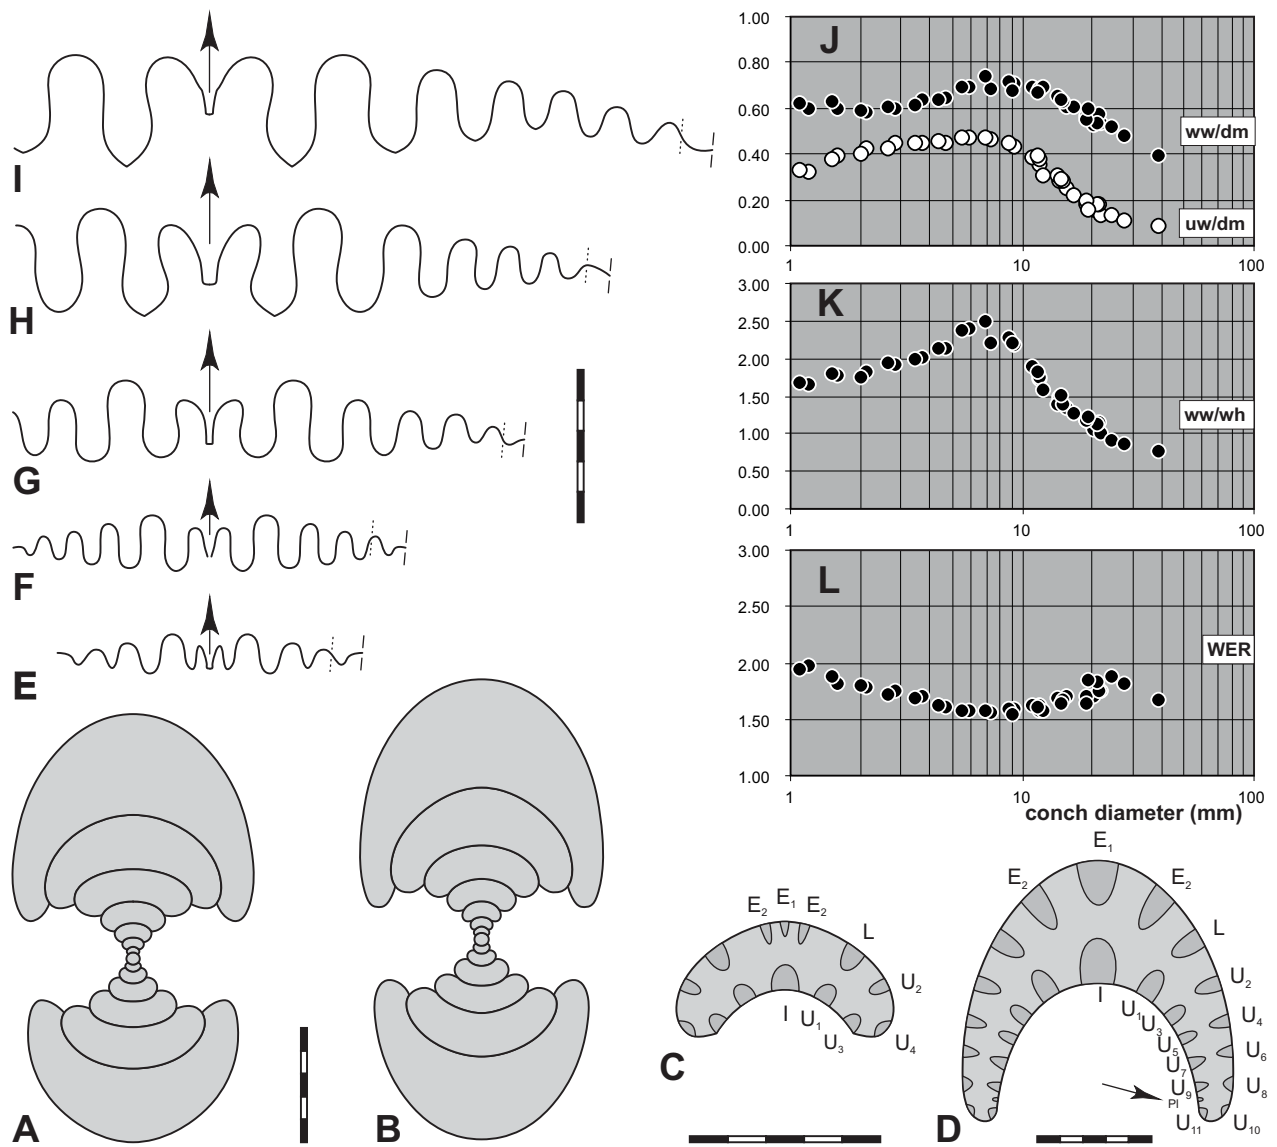 I
H
G
F
E
A
B
J
1.00
0.80
0.60
0.40
0.20
0.00
ww/dm
uw/dm
1 10 100
K
3.00
2.50
2.00
1.50
1.00
0.50
0.00
ww/wh
1 10 100
L
3.00
2.50
2.00
1.50
1.00
WER
1 10 100
conch diameter (mm)
E₂ E₁ E₂
L
U₂
I U₁
U₃ U₄
C
E₁
E₂ E₂
L
U₂
I
U₁
U₃ U₄
U₅ U₆
U₇
U₉ U₈
Pl
U₁₁ U₁₀
D